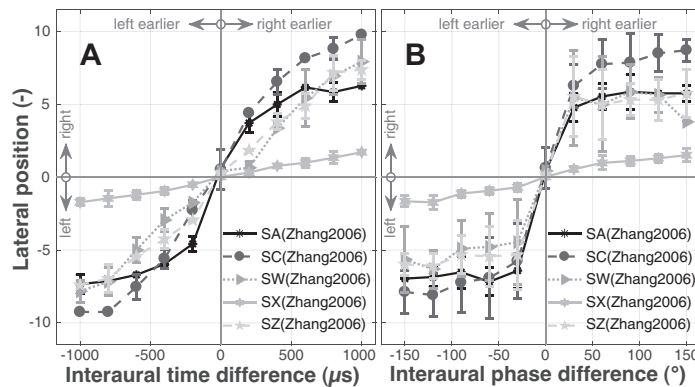 left earlier right earlier
left earlier right earlier
A
B
Lateral position (-)
right
left
right
left
10
5
0
-5
-10
SA(Zhang2006)
SC(Zhang2006)
SW(Zhang2006)
SX(Zhang2006)
SZ(Zhang2006)
SA(Zhang2006)
SC(Zhang2006)
SW(Zhang2006)
SX(Zhang2006)
SZ(Zhang2006)
-1000 -500 0 500 1000
-150 -100 -50 0 50 100 150
Interaural time difference (µs)
Interaural phase difference (°)